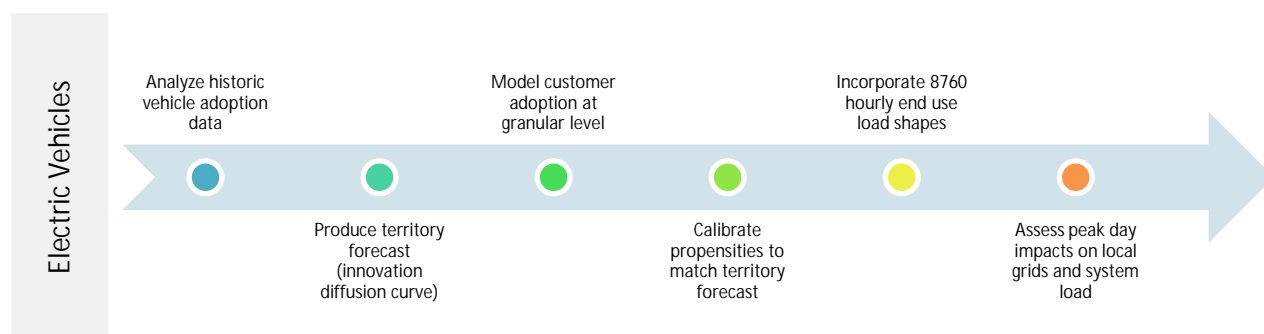 Electric Vehicles
Analyze historic
vehicle adoption
data
Produce territory
forecast
(innovation
diffusion curve)
Model customer
adoption at
granular level
Calibrate
propensities to
match territory
forecast
Incorporate 8760
hourly end use
load shapes
Assess peak day
impacts on local
grids and system
load